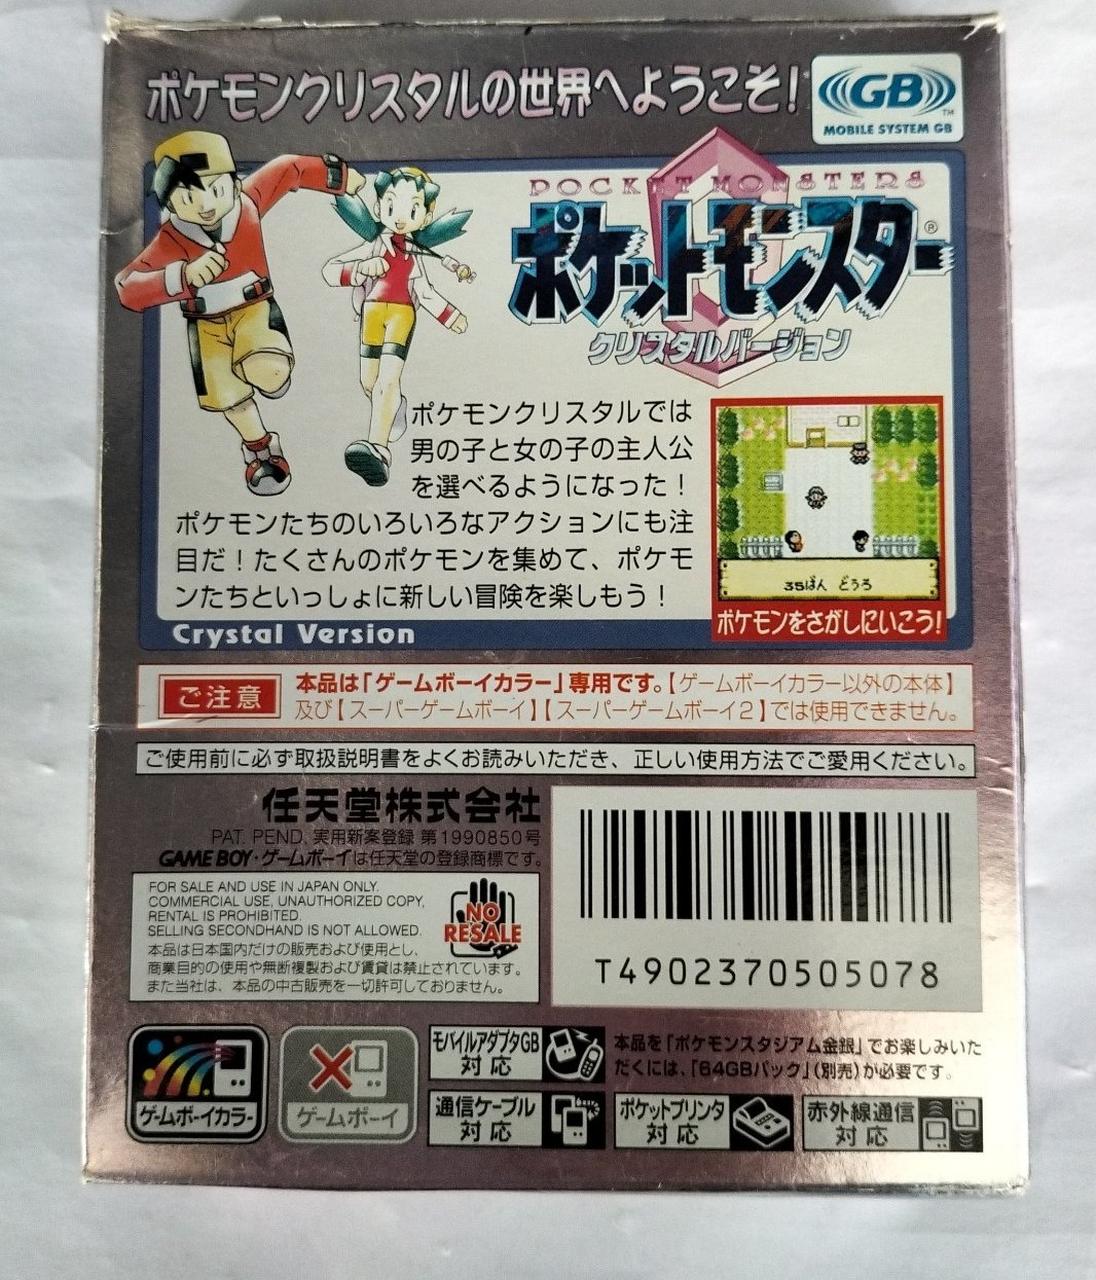 ポケモンクリスタルの世界へようこそ!
GB
TM
MOBILE SYSTEM GB
POCKET MONSTERS
ポケットモンスター®
クリスタルバージョン
ポケモンクリスタルでは
男の子と女の子の主人公
を選べるようになった!
ポケモンたちのいろいろなアクションにも注
目だ!たくさんのポケモンを集めて、ポケモ
ンたちといっしょに新しい冒険を楽しもう!
35ばん どうろ
ポケモンをさがしにいこう!
Crystal Version
ご注意
本品は「ゲームボーイカラー」専用です。【ゲームボーイカラー以外の本体】
及び【スーパーゲームボーイ】【スーパーゲームボーイ2】では使用できません。
ご使用前に必ず取扱説明書をよくお読みいただき、正しい使用方法でご愛用ください。
任天堂株式会社
PAT. PEND. 実用新案登録 第1990850号
GAME BOY・ゲームボーイは任天堂の登録商標です。
FOR SALE AND USE IN JAPAN ONLY.
COMMERCIAL USE, UNAUTHORIZED COPY,
RENTAL IS PROHIBITED.
SELLING SECONDHAND IS NOT ALLOWED.
本品は日本国内だけの販売および使用とし、
商業目的の使用や無断複製および賃貸は禁止されています。
また当社は、本品の中古販売を一切許可しておりません。
NO
RESALE
T4902370505078
ゲームボーイカラー
ゲームボーイ
モバイルアダプタGB
対応
本品を「ポケモンスタジアム金銀」でお楽しみいた
だくには、「64GBパック」(別売)が必要です。
通信ケーブル
対応
ポケットプリンタ
対応
赤外線通信
対応